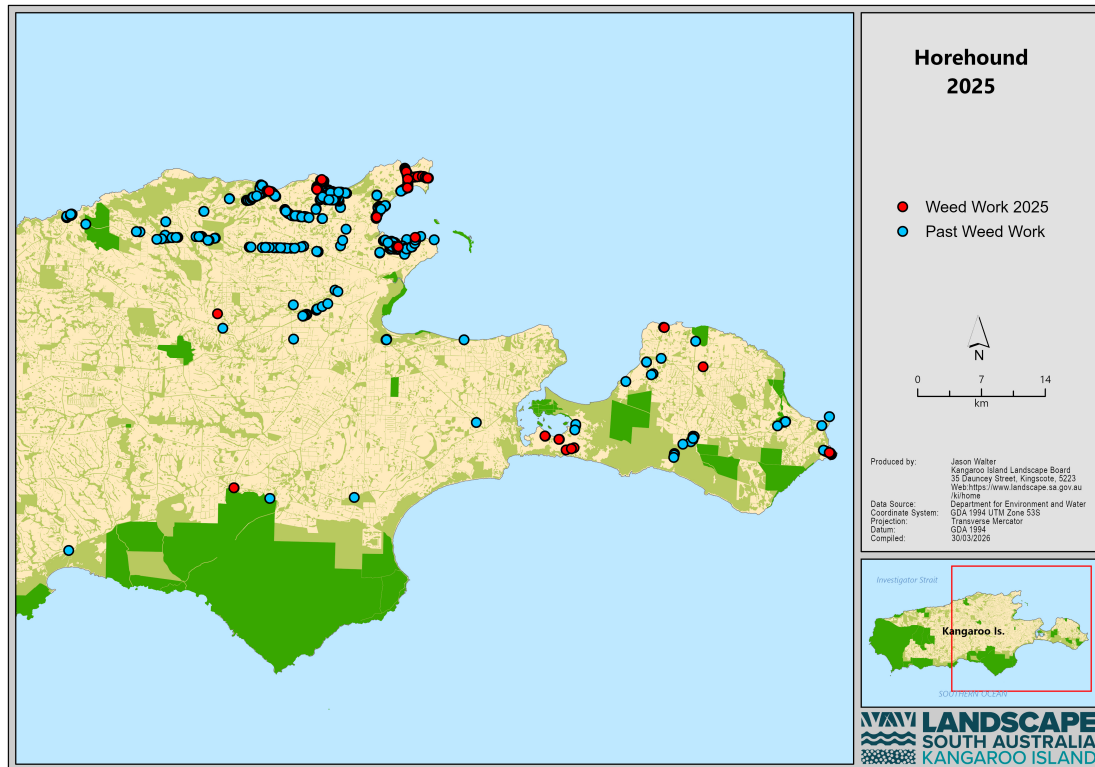 Horehound
2025
Weed Work 2025
Past Weed Work
N
0 7 14
km
Produced by: Jason Walter
Kangaroo Island Landscape Board
35 Dauncey Street, Kingscote, 5223
Web:https://www.landscape.sa.gov.au
/ki/home
Data Source: Department for Environment and Water
Coordinate System: GDA 1994 UTM Zone 53S
Projection: Transverse Mercator
Datum: GDA 1994
Compiled: 30/03/2026
Investigator Strait
Kangaroo Is.
SOUTHERN OCEAN
LANDSCAPE
SOUTH AUSTRALIA
KANGAROO ISLAND